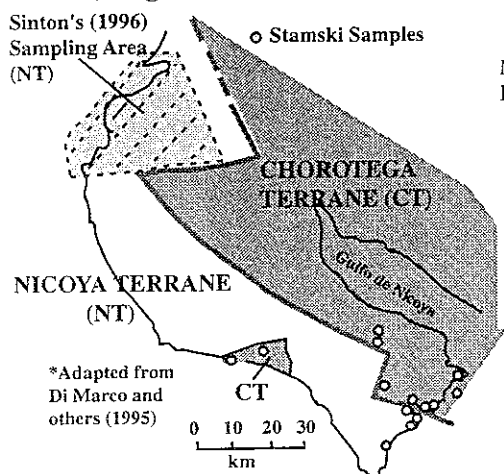 Sinton's (1996)
Sampling Area
(NT)
Stamski Samples
CHOROTEGA
TERRANE (CT)
Golfo de Nicoya
NICOYA TERRANE
(NT)
*Adapted from
Di Marco and
others (1995)
CT
0 10 20 30
km